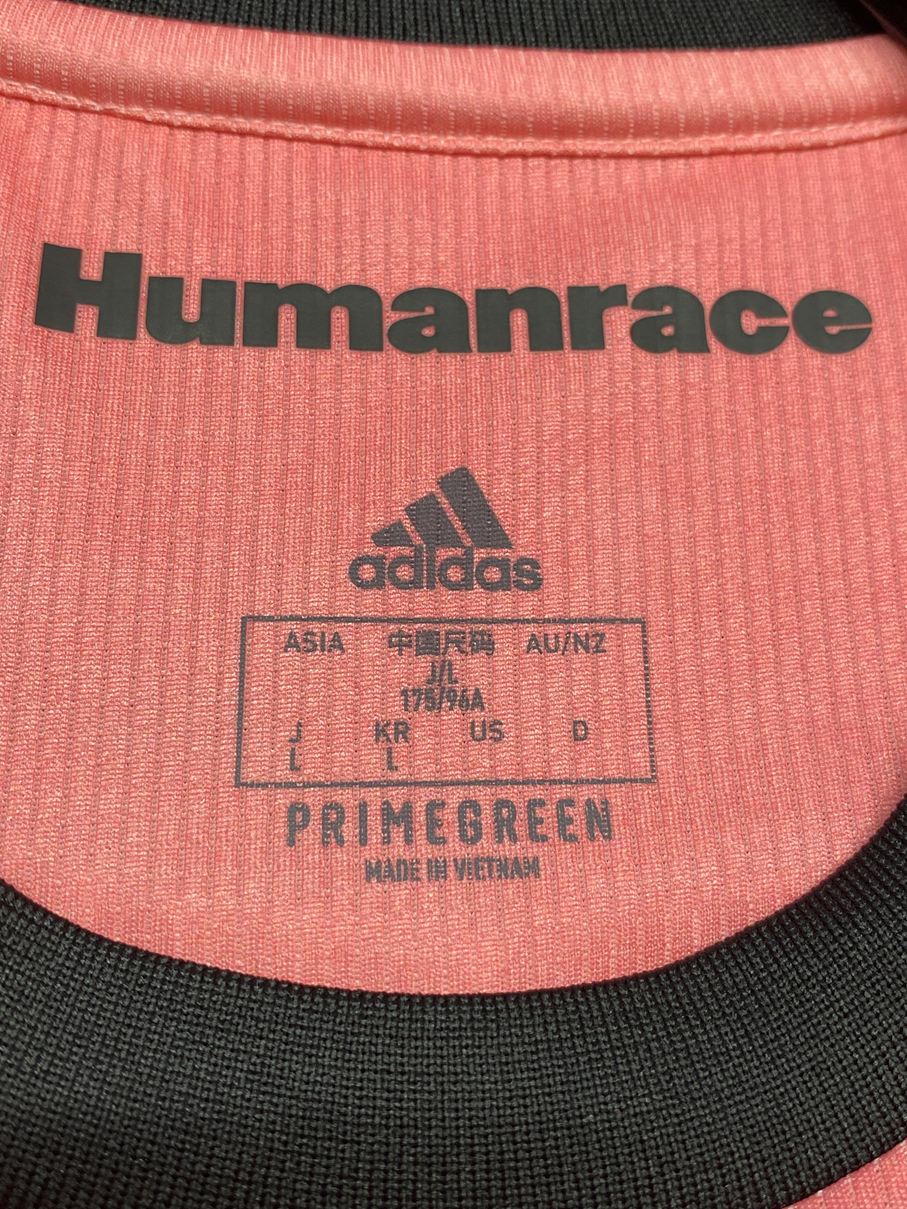 Humanrace
adidas
ASIA 中国尺码 AU/NZ
J/L
175/96A
J KR US D
L L
PRIMEGREEN
MADE IN VIETNAM